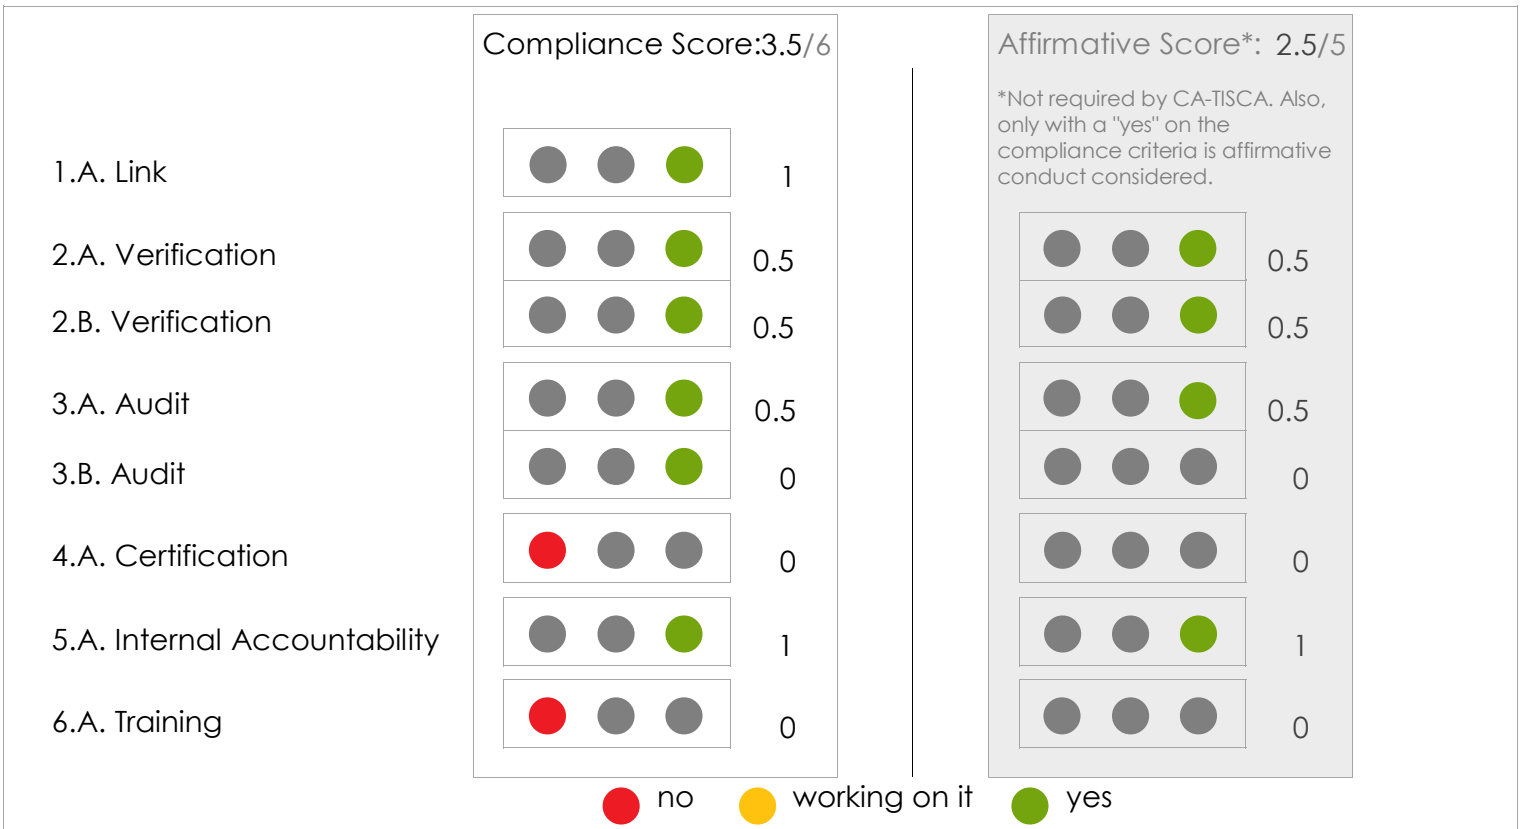 Compliance Score:3.5/6
Affirmative Score*: 2.5/5
*Not required by CA-TISCA. Also,
only with a "yes" on the
compliance criteria is affirmative
conduct considered.
1.A. Link 1
2.A. Verification 0.5 0.5
2.B. Verification 0.5 0.5
3.A. Audit 0.5 0.5
3.B. Audit 0 0
4.A. Certification 0 0
5.A. Internal Accountability 1 1
6.A. Training 0 0
no working on it yes